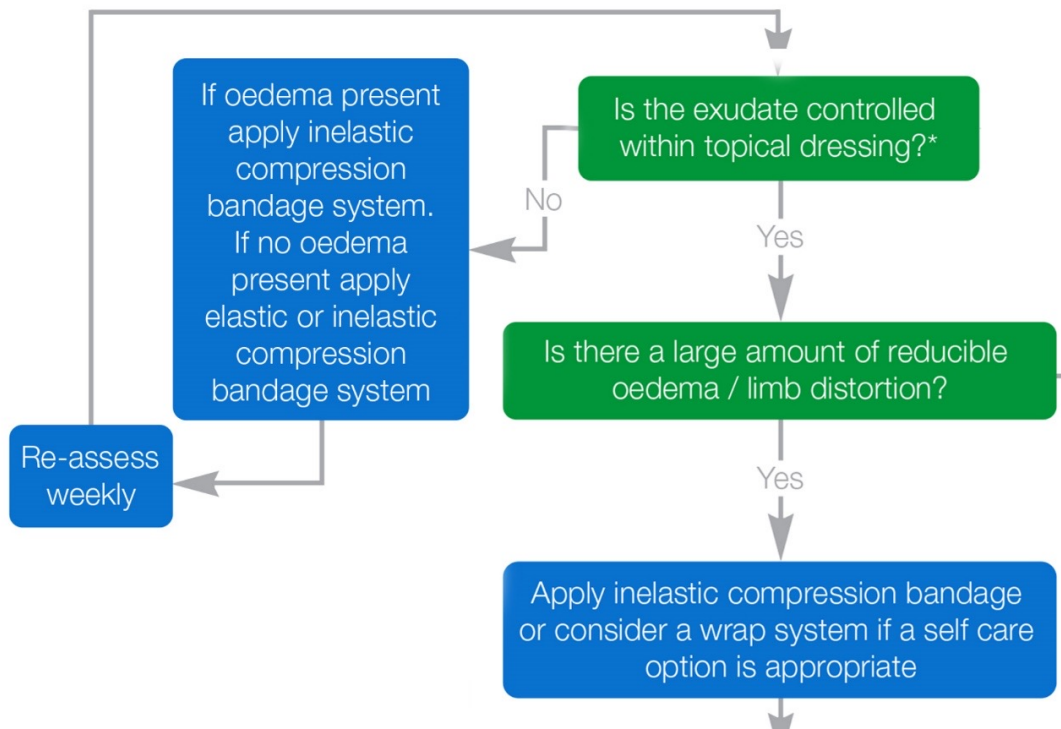 If oedema present
apply inelastic
compression
bandage system.
If no oedema
present apply
elastic or inelastic
compression
bandage system
Is the exudate controlled
within topical dressing?*
No
Yes
Is there a large amount of reducible
oedema / limb distortion?
Re-assess
weekly
Yes
Apply inelastic compression bandage
or consider a wrap system if a self care
option is appropriate